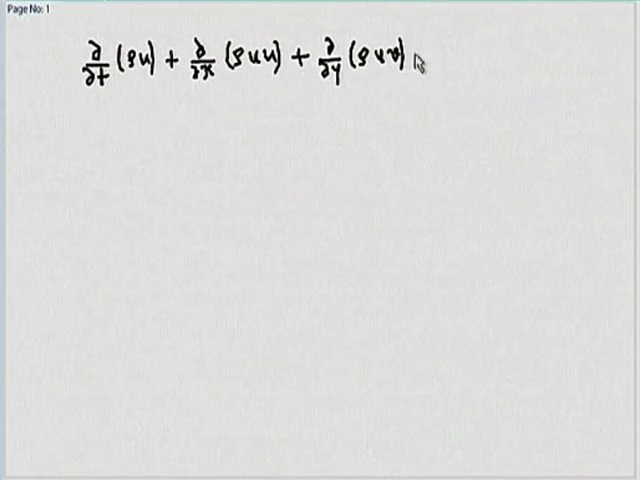 Page No: 1
∂/∂t (ρu) + ∂/∂x (ρuu) + ∂/∂y (ρuv)